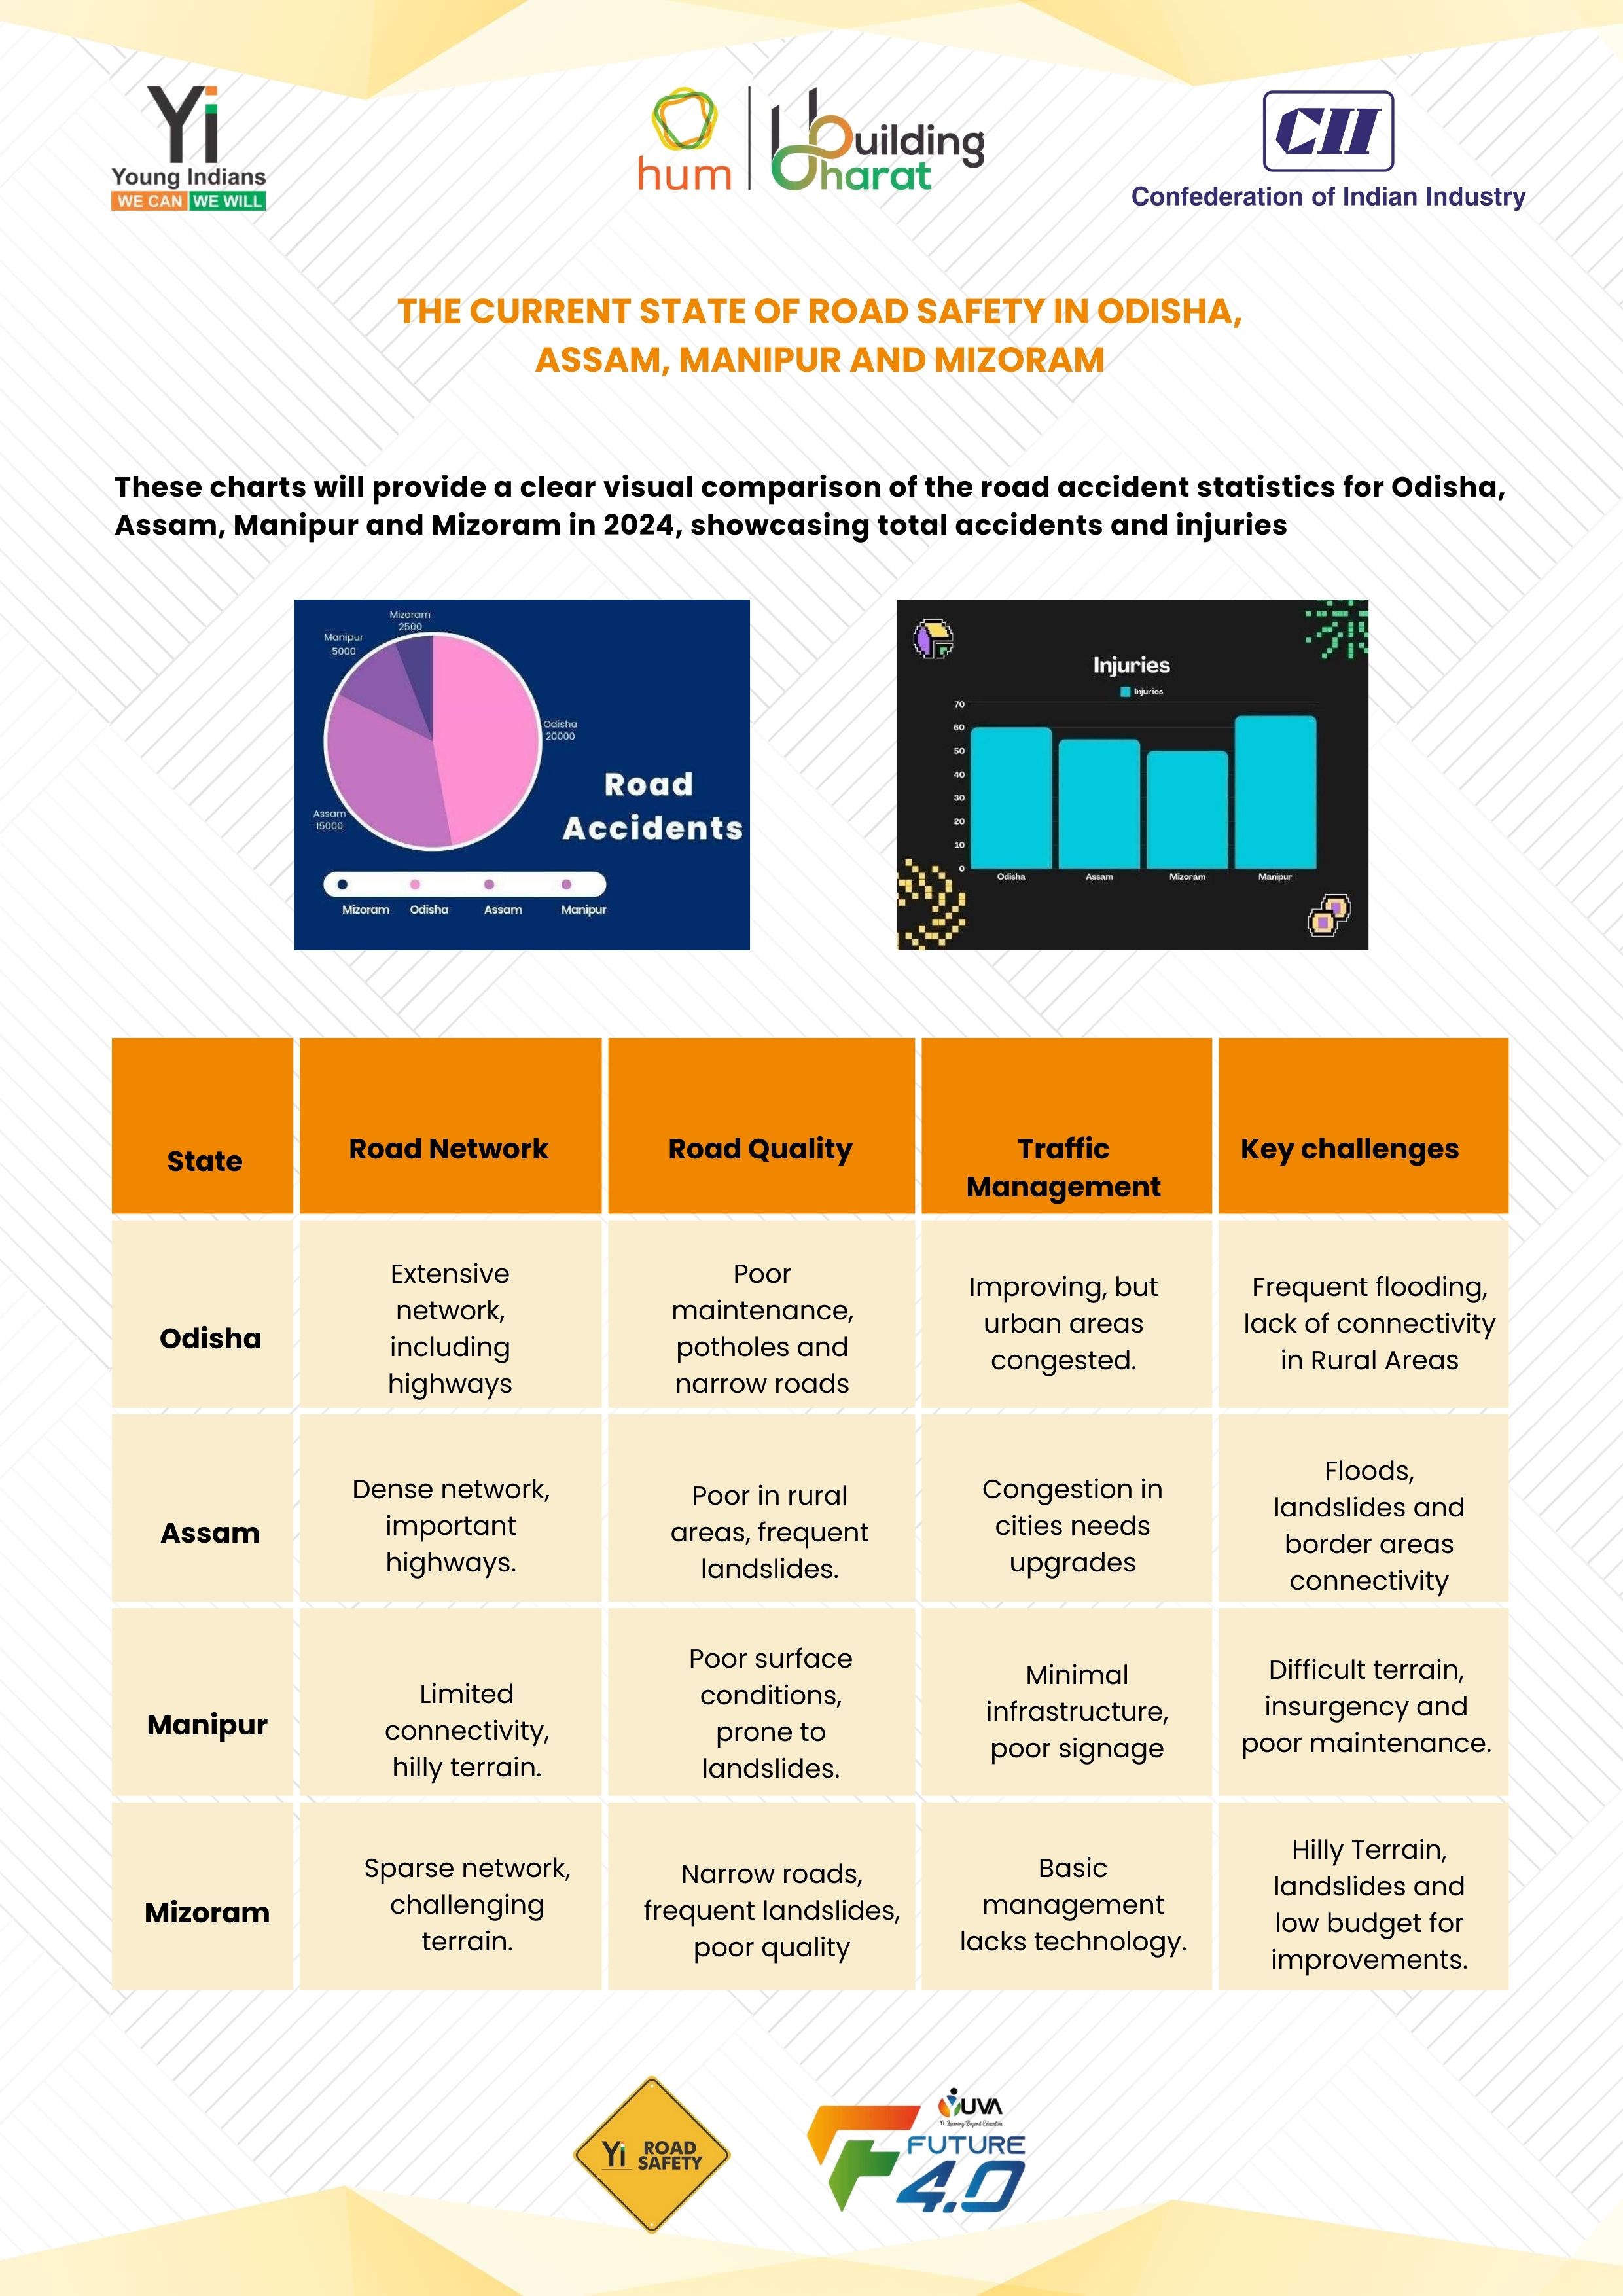 Yi
Young Indians
WE CAN WE WILL
hum
Building
Bharat
CII
Confederation of Indian Industry
THE CURRENT STATE OF ROAD SAFETY IN ODISHA,
ASSAM, MANIPUR AND MIZORAM
These charts will provide a clear visual comparison of the road accident statistics for Odisha,
Assam, Manipur and Mizoram in 2024, showcasing total accidents and injuries
Mizoram
2500
Manipur
5000
Odisha
20000
Assam
15000
Road
Accidents
Mizoram Odisha Assam Manipur
Injuries
Injuries
70
60
50
40
30
20
10
0
Odisha Assam Mizoram Manipur
State
Road Network
Road Quality
Traffic
Management
Key challenges
Odisha
Extensive
network,
including
highways
Poor
maintenance,
potholes and
narrow roads
Improving, but
urban areas
congested.
Frequent flooding,
lack of connectivity
in Rural Areas
Assam
Dense network,
important
highways.
Poor in rural
areas, frequent
landslides.
Congestion in
cities needs
upgrades
Floods,
landslides and
border areas
connectivity
Manipur
Limited
connectivity,
hilly terrain.
Poor surface
conditions,
prone to
landslides.
Minimal
infrastructure,
poor signage
Difficult terrain,
insurgency and
poor maintenance.
Mizoram
Sparse network,
challenging
terrain.
Narrow roads,
frequent landslides,
poor quality
Basic
management
lacks technology.
Hilly Terrain,
landslides and
low budget for
improvements.
Yi ROAD
SAFETY
YUVA
Yi Learning Beyond Education
FUTURE
4.0